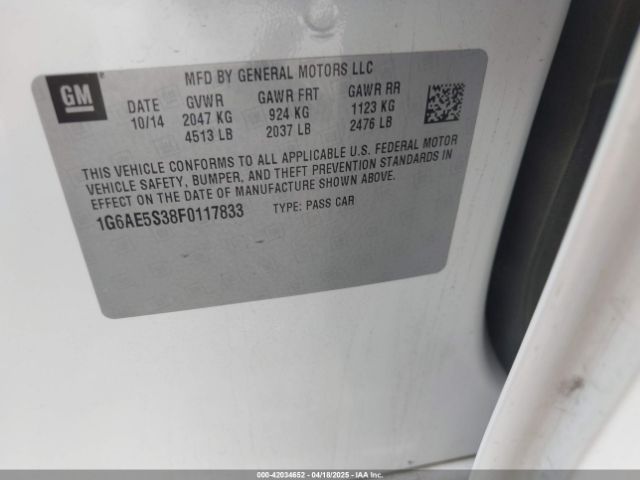 MFD BY GENERAL MOTORS LLC
GM
DATE GVWR GAWR FRT GAWR RR
10/14 2047 KG 924 KG 1123 KG
4513 LB 2037 LB 2476 LB
THIS VEHICLE CONFORMS TO ALL APPLICABLE U.S. FEDERAL MOTOR
VEHICLE SAFETY, BUMPER, AND THEFT PREVENTION STANDARDS IN
EFFECT ON THE DATE OF MANUFACTURE SHOWN ABOVE.
1G6AE5S38F0117833 TYPE: PASS CAR
000-42034652 - 04/18/2025 - IAA Inc.